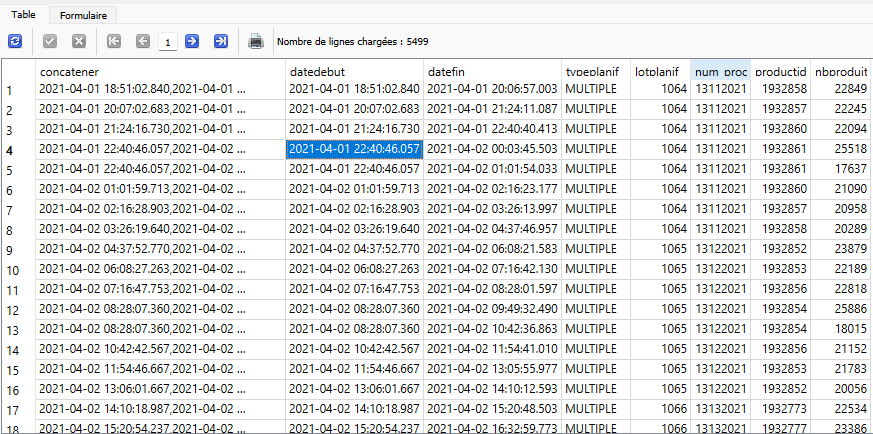 Table Formulaire
1 Nombre de lignes chargées : 5499
concatener datedebut datefin typeplanif lotplanif num_proc productid nbproduit
1 2021-04-01 18:51:02.840,2021-04-01 ... 2021-04-01 18:51:02.840 2021-04-01 20:06:57.003 MULTIPLE 1064 13112021 1932858 22849
2 2021-04-01 20:07:02.683,2021-04-01 ... 2021-04-01 20:07:02.683 2021-04-01 21:24:11.087 MULTIPLE 1064 13112021 1932857 22245
3 2021-04-01 21:24:16.730,2021-04-01 ... 2021-04-01 21:24:16.730 2021-04-01 22:40:40.413 MULTIPLE 1064 13112021 1932860 22094
4 2021-04-01 22:40:46.057,2021-04-02 ... 2021-04-01 22:40:46.057 2021-04-02 00:03:45.503 MULTIPLE 1064 13112021 1932861 25518
5 2021-04-01 22:40:46.057,2021-04-02 ... 2021-04-01 22:40:46.057 2021-04-02 01:01:54.033 MULTIPLE 1064 13112021 1932861 17637
6 2021-04-02 01:01:59.713,2021-04-02 ... 2021-04-02 01:01:59.713 2021-04-02 02:16:23.177 MULTIPLE 1064 13112021 1932860 21090
7 2021-04-02 02:16:28.903,2021-04-02 ... 2021-04-02 02:16:28.903 2021-04-02 03:26:13.997 MULTIPLE 1064 13112021 1932857 20958
8 2021-04-02 03:26:19.640,2021-04-02 ... 2021-04-02 03:26:19.640 2021-04-02 04:37:46.957 MULTIPLE 1064 13112021 1932858 20289
9 2021-04-02 04:37:52.770,2021-04-02 ... 2021-04-02 04:37:52.770 2021-04-02 06:08:21.583 MULTIPLE 1065 13122021 1932852 23879
10 2021-04-02 06:08:27.263,2021-04-02 ... 2021-04-02 06:08:27.263 2021-04-02 07:16:42.130 MULTIPLE 1065 13122021 1932853 22189
11 2021-04-02 07:16:47.753,2021-04-02 ... 2021-04-02 07:16:47.753 2021-04-02 08:28:01.597 MULTIPLE 1065 13122021 1932856 22818
12 2021-04-02 08:28:07.360,2021-04-02 ... 2021-04-02 08:28:07.360 2021-04-02 09:49:32.490 MULTIPLE 1065 13122021 1932854 25886
13 2021-04-02 08:28:07.360,2021-04-02 ... 2021-04-02 08:28:07.360 2021-04-02 10:42:36.863 MULTIPLE 1065 13122021 1932854 18015
14 2021-04-02 10:42:42.567,2021-04-02 ... 2021-04-02 10:42:42.567 2021-04-02 11:54:41.010 MULTIPLE 1065 13122021 1932856 21152
15 2021-04-02 11:54:46.667,2021-04-02 ... 2021-04-02 11:54:46.667 2021-04-02 13:05:55.977 MULTIPLE 1065 13122021 1932853 21783
16 2021-04-02 13:06:01.667,2021-04-02 ... 2021-04-02 13:06:01.667 2021-04-02 14:10:12.593 MULTIPLE 1065 13122021 1932852 20056
17 2021-04-02 14:10:18.987,2021-04-02 ... 2021-04-02 14:10:18.987 2021-04-02 15:20:48.503 MULTIPLE 1066 13132021 1932773 22534
18 2021-04-02 15:20:54.237,2021-04-02 ... 2021-04-02 15:20:54.237 2021-04-02 16:32:59.773 MULTIPLE 1066 13132021 1932777 23386